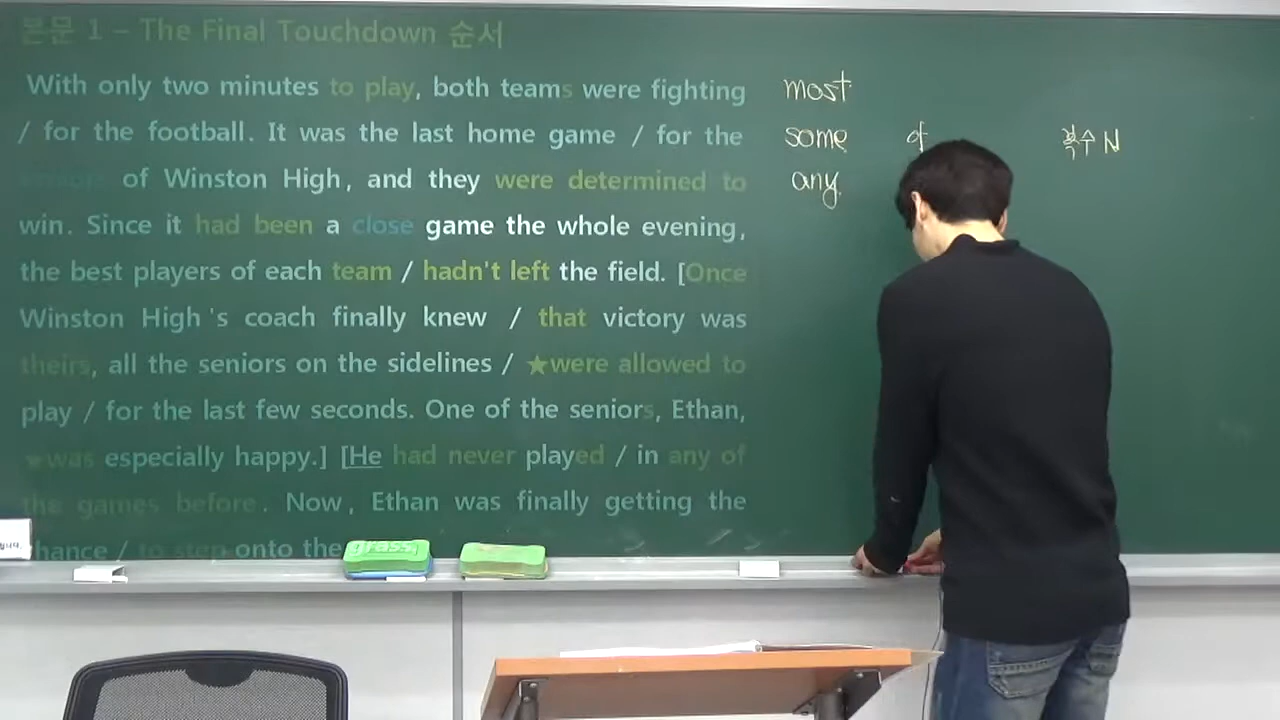 본문 1 – The Final Touchdown 순서
With only two minutes to play, both teams were fighting
/ for the football. It was the last home game / for the
of Winston High, and they were determined to
win. Since it had been a close game the whole evening,
the best players of each team / hadn't left the field. [Once
Winston High's coach finally knew / that victory was
theirs, all the seniors on the sidelines / ★were allowed to
play / for the last few seconds. One of the seniors, Ethan,
★was especially happy.] [He had never played / in any of
the games before. Now, Ethan was finally getting the
chance / to step onto the
most
some of 복수 N
any
grass